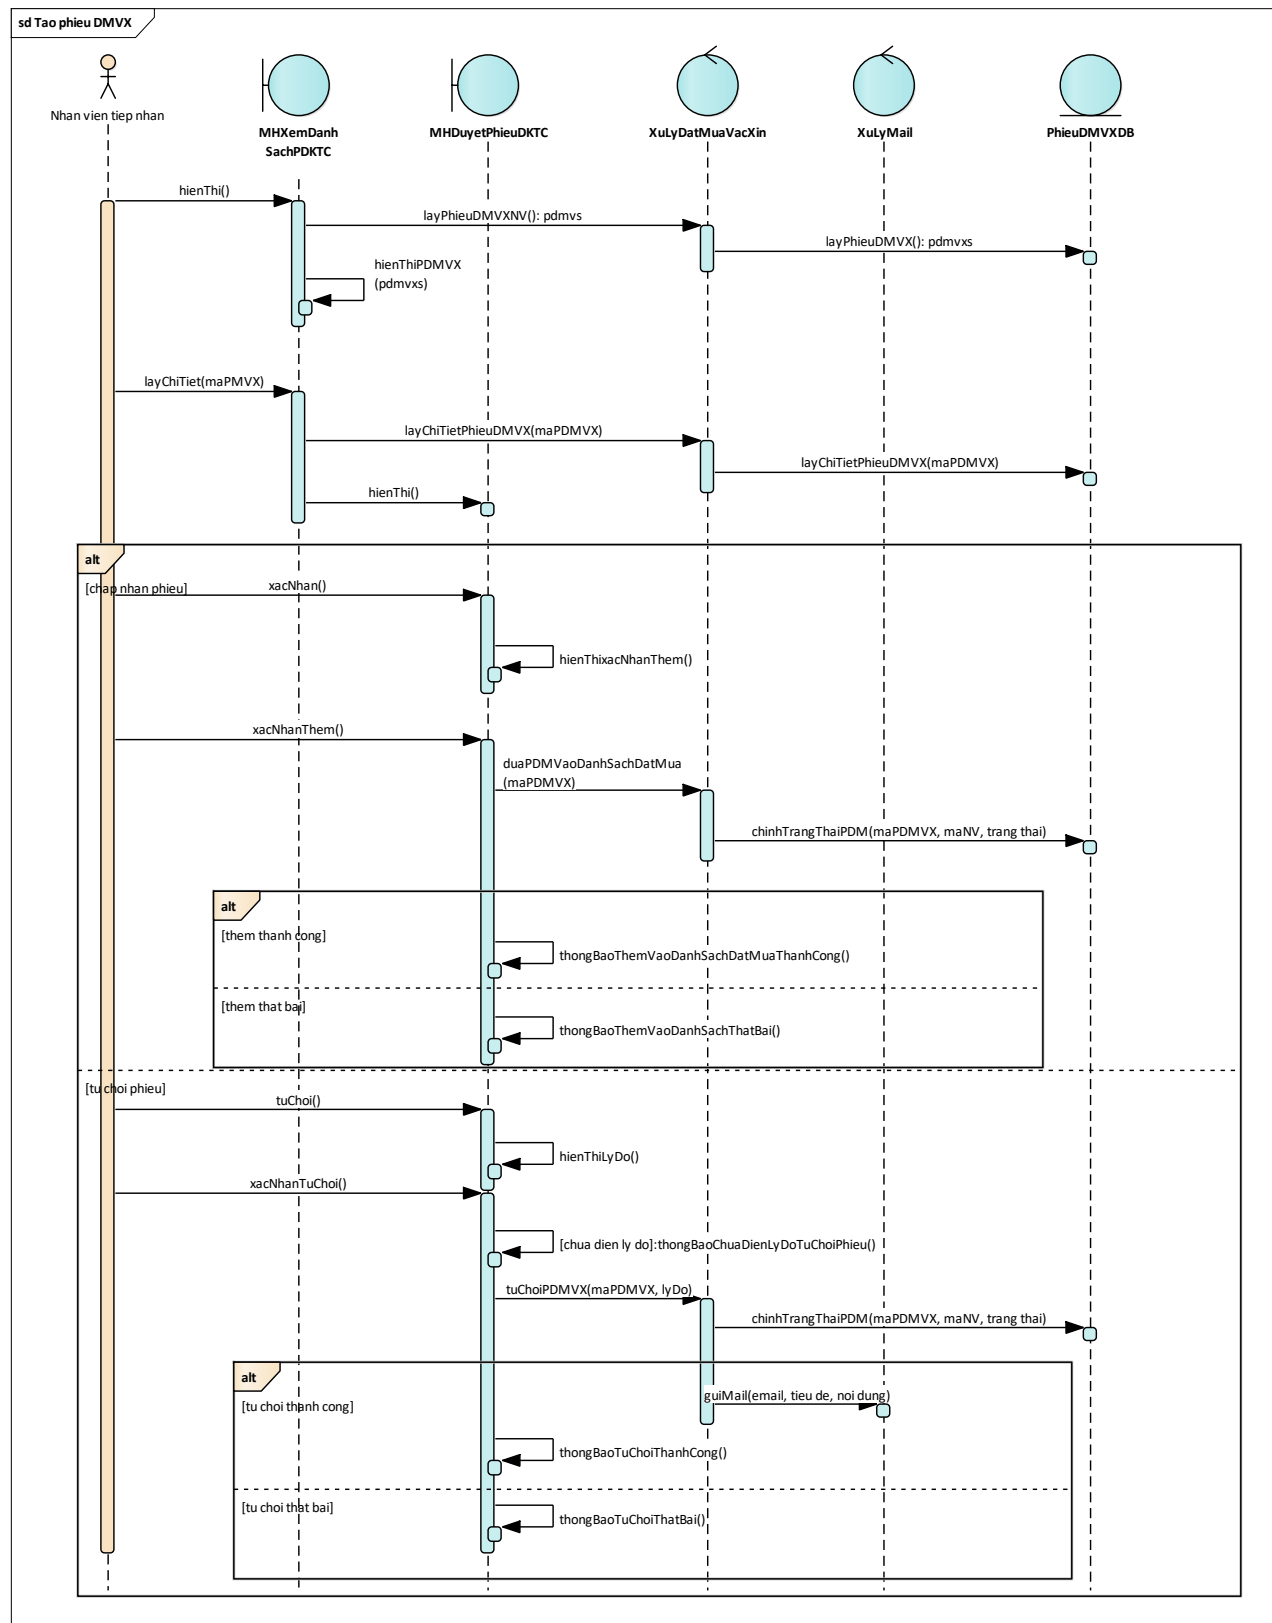 sd Tao phieu DMVX
Nhan vien tiep nhan
MHXemDanh
SachPDKTC
MHDuyetPhieuDKTC
XuLyDatMuaVacXin
XuLyMail
PhieuDMVXDB
hienThi()
layPhieuDMVXNV(): pdmvs
layPhieuDMVX(): pdmvxs
hienThiPDMVX
(pdmvxs)
layChiTiet(maPMVX)
layChiTietPhieuDMVX(maPDMVX)
layChiTietPhieuDMVX(maPDMVX)
hienThi()
alt
[chap nhan phieu]
xacNhan()
hienThixacNhanThem()
xacNhanThem()
duaPDMVaoDanhSachDatMua
(maPDMVX)
chinhTrangThaiPDM(maPDMVX, maNV, trang thai)
alt
[them thanh cong]
thongBaoThemVaoDanhSachDatMuaThanhCong()
[them that bai]
thongBaoThemVaoDanhSachThatBai()
[tu choi phieu]
tuChoi()
hienThiLyDo()
xacNhanTuChoi()
[chua dien ly do]:thongBaoChuaDienLyDoTuChoiPhieu()
tuChoiPDMVX(maPDMVX, lyDo)
chinhTrangThaiPDM(maPDMVX, maNV, trang thai)
alt
guiMail(email, tieu de, noi dung)
[tu choi thanh cong]
thongBaoTuChoiThanhCong()
[tu choi that bai]
thongBaoTuChoiThatBai()